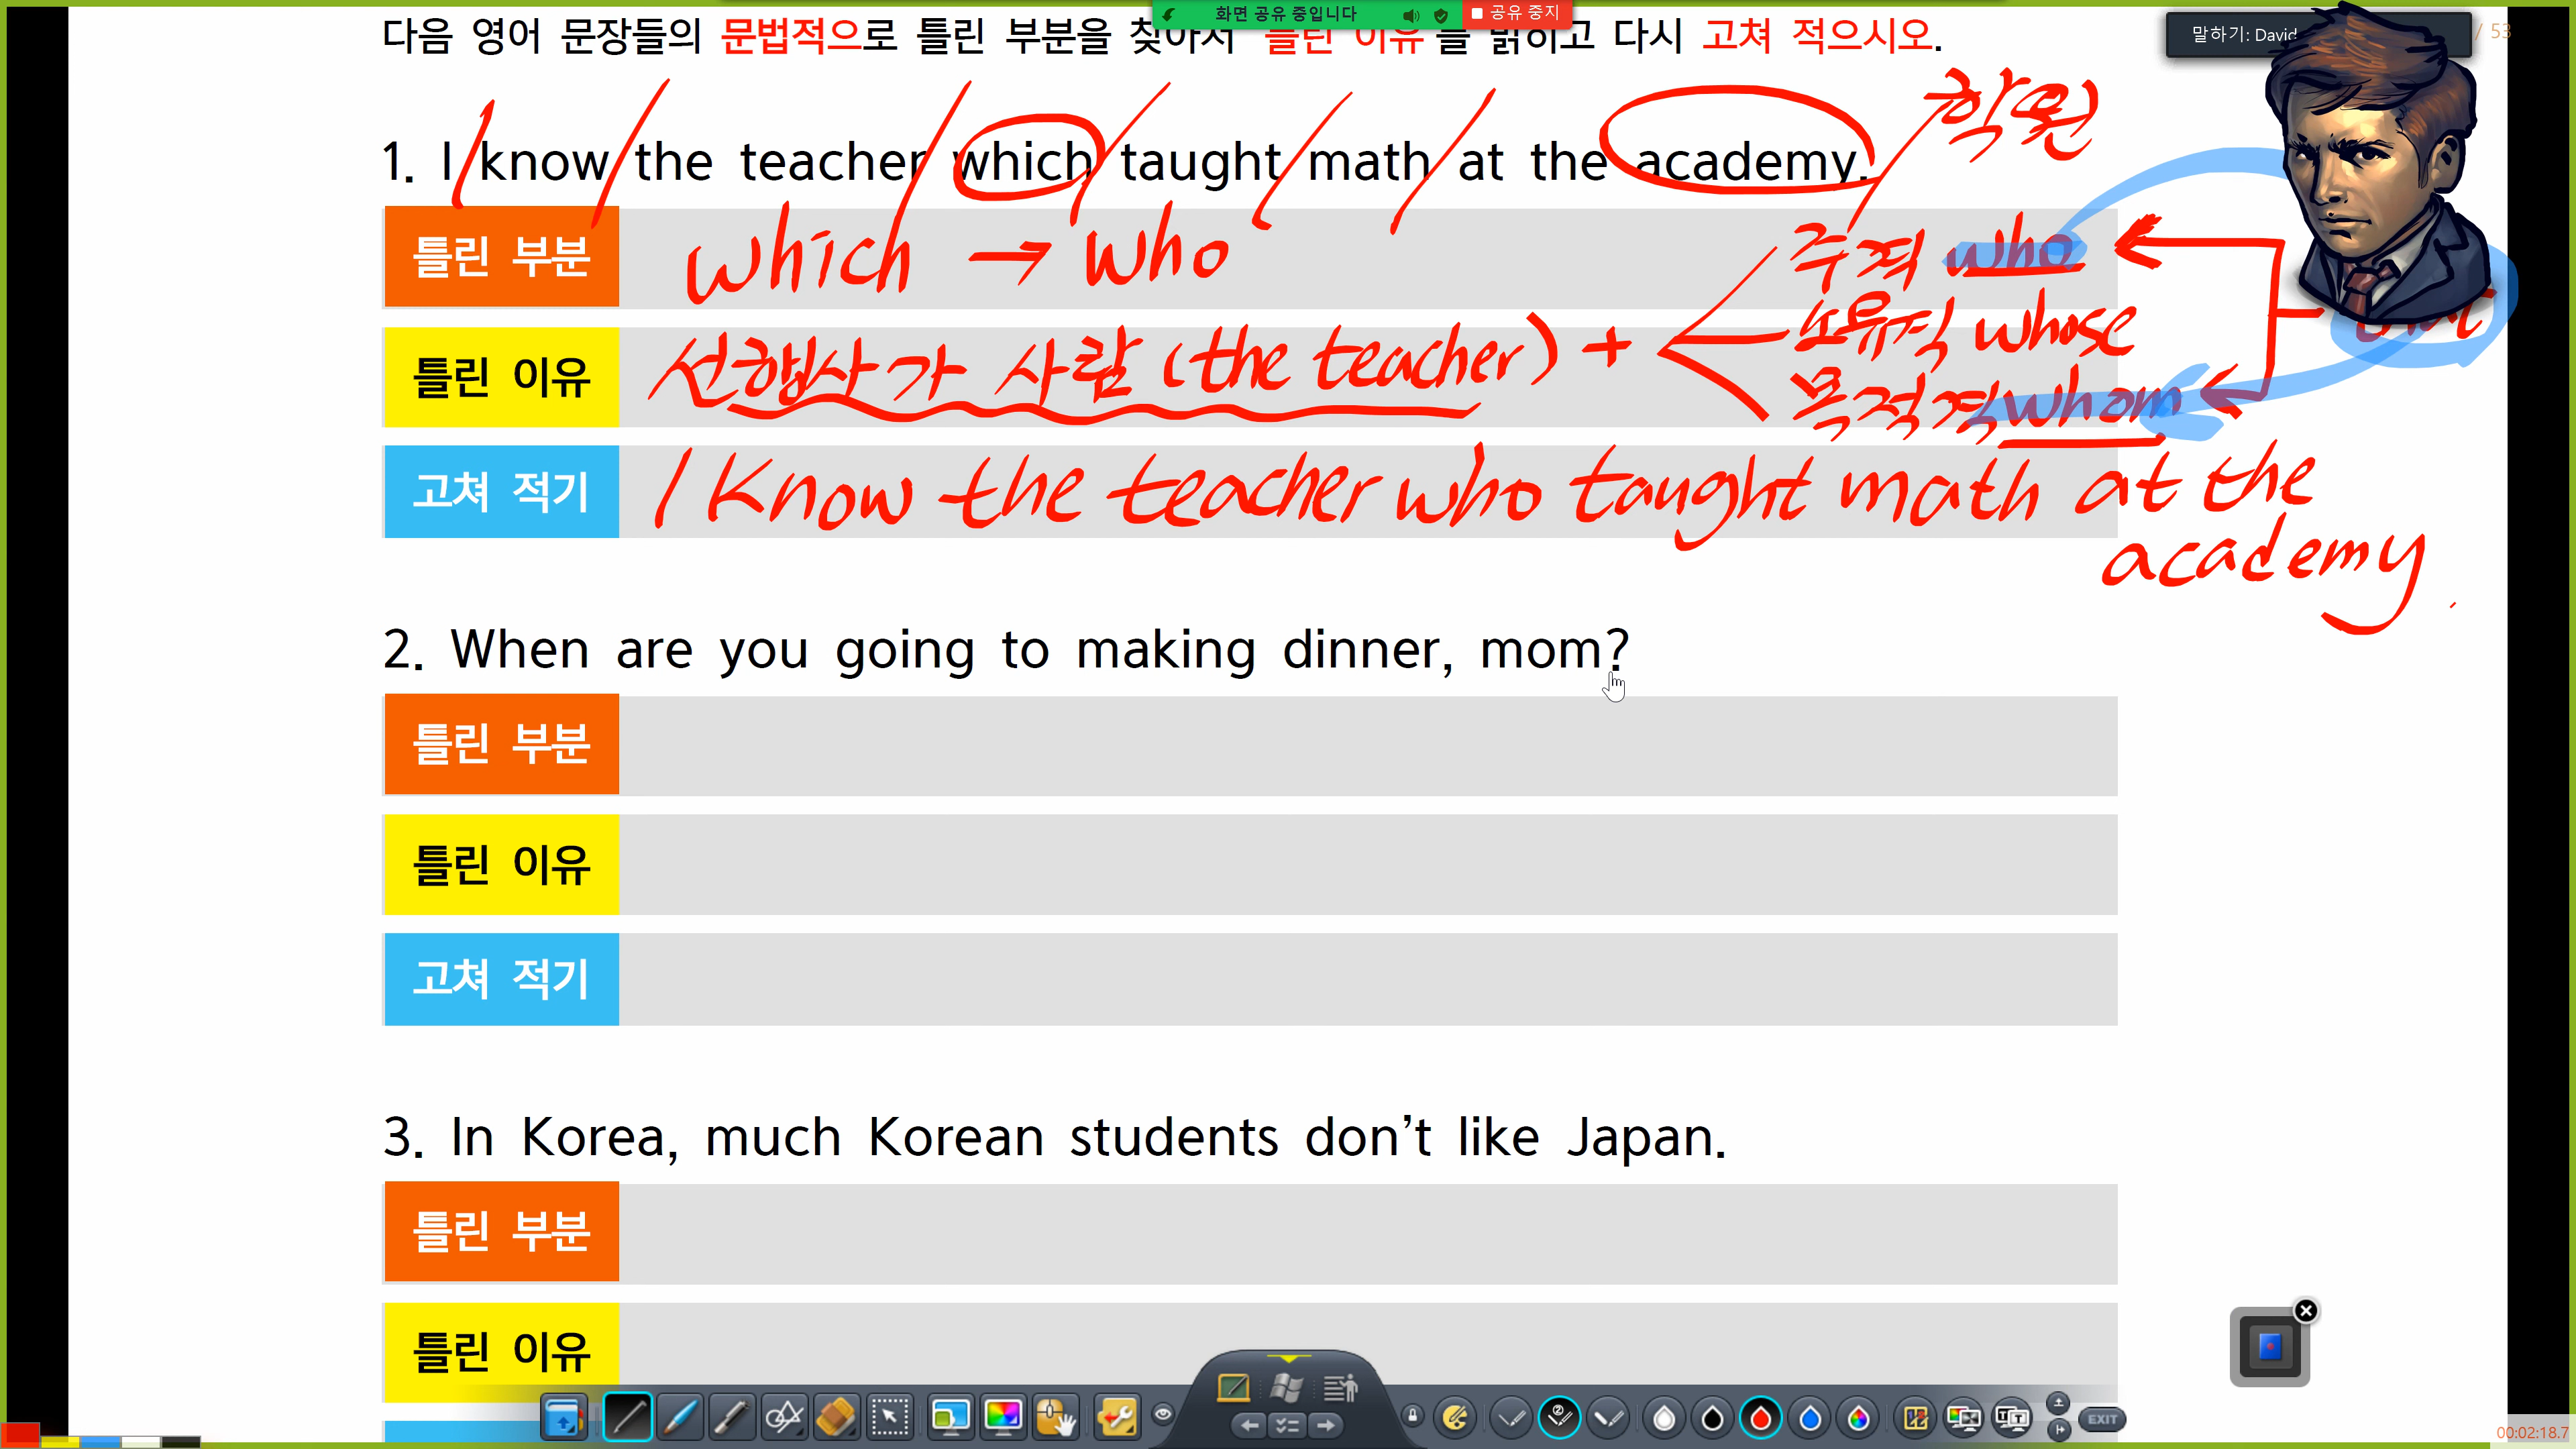 화면 공유 중입니다 공유 중지
다음 영어 문장들의 문법적으로 틀린 부분을 찾아서 틀린 이유를 밝히고 다시 고쳐 적으시오.
말하기: David
/ 53
1. I know the teacher which taught math at the academy.
학원
틀린 부분
which → who
주격 who
틀린 이유
선행사가 사람 (the teacher) +
소유격 whose
목적격 whom
고쳐 적기
I know the teacher who taught math at the
academy.
2. When are you going to making dinner, mom?
틀린 부분
틀린 이유
고쳐 적기
3. In Korea, much Korean students don't like Japan.
틀린 부분
틀린 이유
EXIT
00:02:18.7